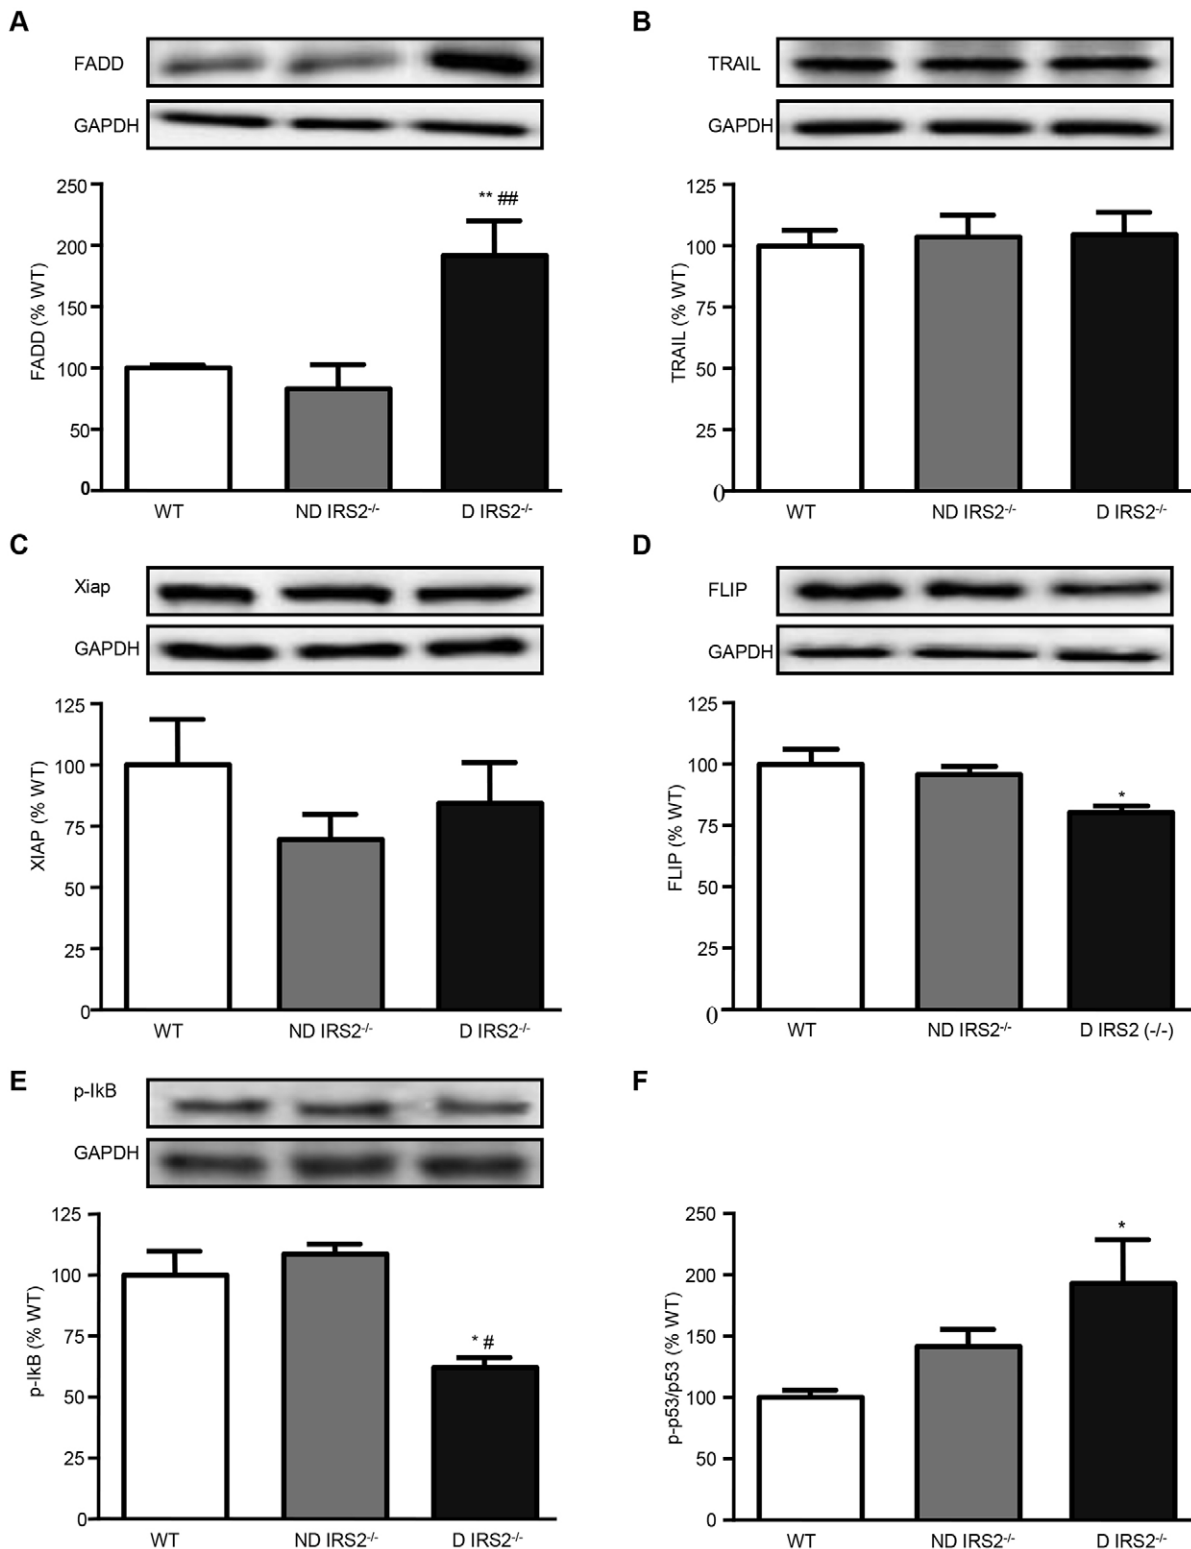 A
FADD
GAPDH
FADD (% WT)
250
200
150
100
50
0
** ##
WT
ND IRS2-/-
D IRS2-/-
B
TRAIL
GAPDH
TRAIL (% WT)
125
100
75
50
25
0
WT
ND IRS2-/-
D IRS2-/-
C
Xiap
GAPDH
XIAP (% WT)
125
100
75
50
25
0
WT
ND IRS2-/-
D IRS2-/-
D
FLIP
GAPDH
FLIP (% WT)
125
100
75
50
25
0
*
WT
ND IRS2-/-
D IRS2 (-/-)
E
p-IkB
GAPDH
p-IkB (% WT)
125
100
75
50
25
0
* #
WT
ND IRS2-/-
D IRS2-/-
F
p-p53/p53 (% WT)
250
200
150
100
50
0
*
WT
ND IRS2-/-
D IRS2-/-